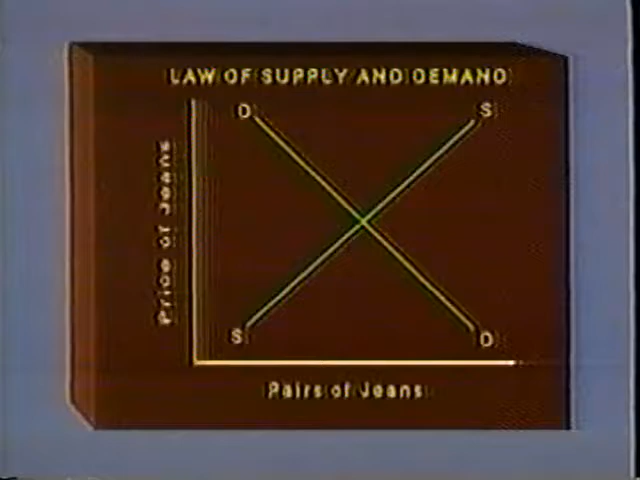 LAW OF SUPPLY AND DEMAND
D
S
Price of Jeans
S
D
Pairs of Jeans